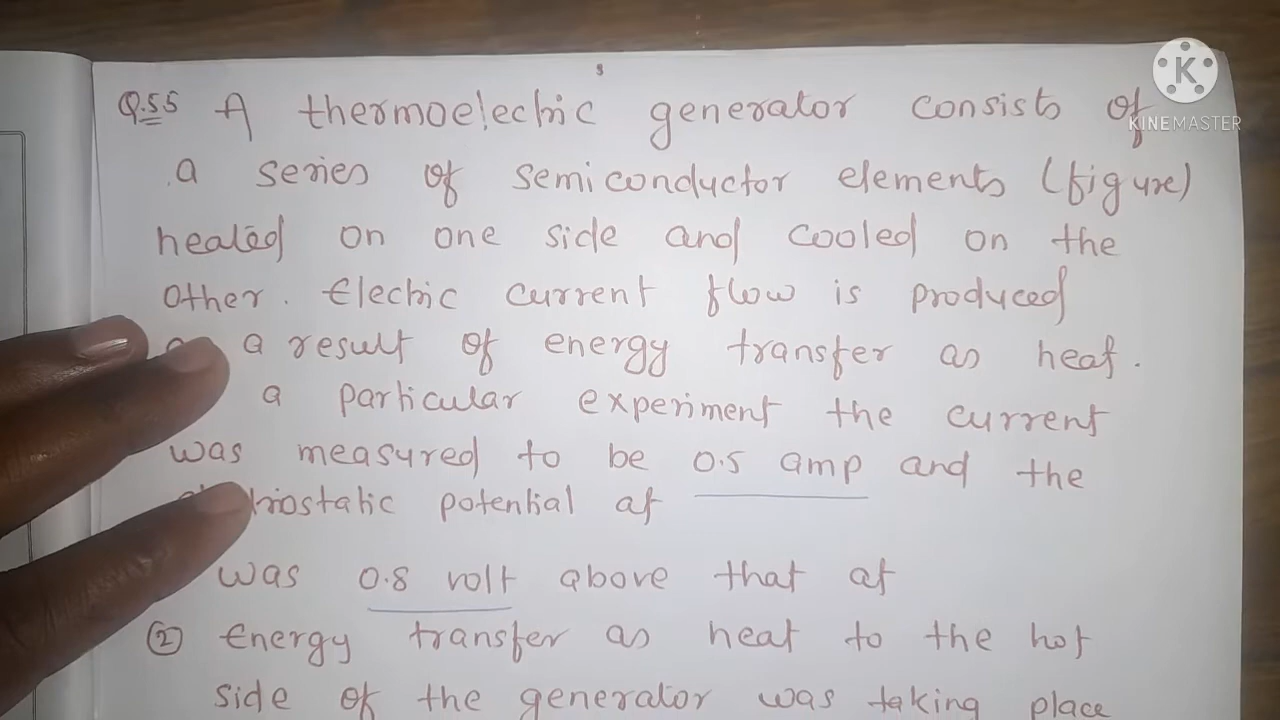 Q.55 A thermoelectric generator consists of
a series of semiconductor elements (figure)
heated on one side and cooled on the
other. Electric current flow is produced
a result of energy transfer as heat.
a particular experiment the current
was measured to be 0.5 amp and the
potential at
was 0.8 volt above that at
② Energy transfer as heat to the hot
side of the generator was taking place
K
KINEMASTER